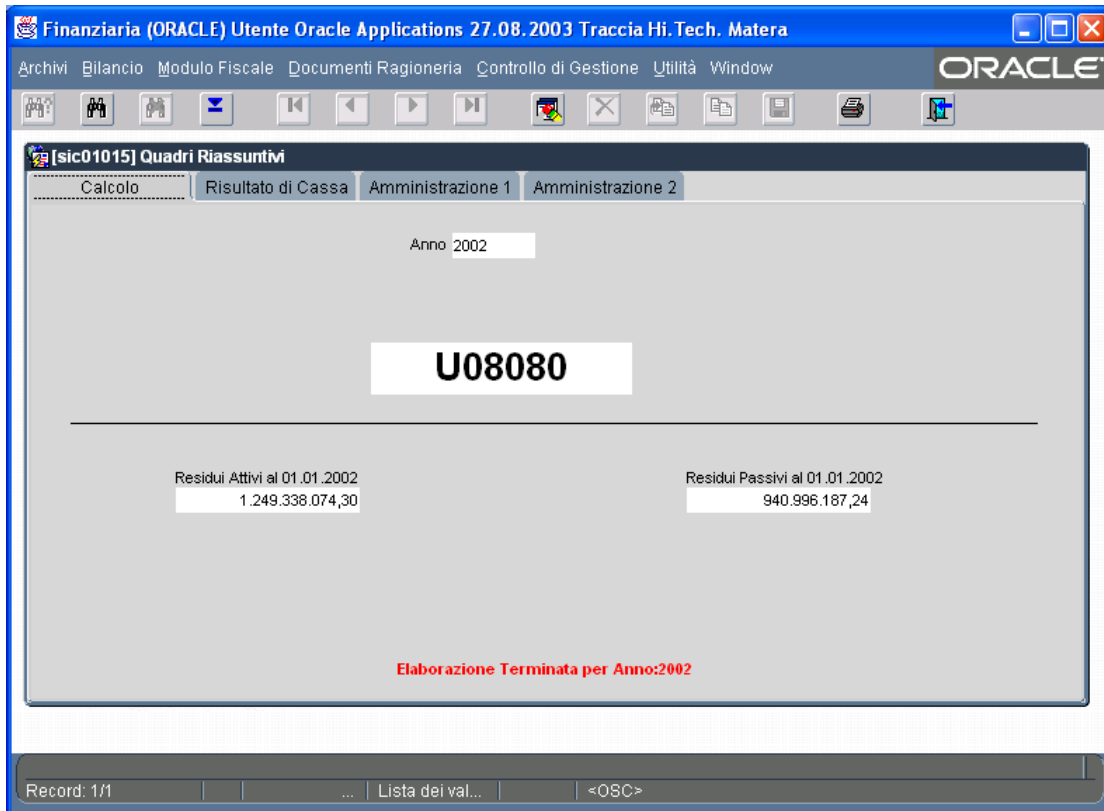 Finanziaria (ORACLE) Utente Oracle Applications 27.08.2003 Traccia Hi.Tech. Matera
Archivi Bilancio Modulo Fiscale Documenti Ragioneria Controllo di Gestione Utilità Window ORACLE
[sic01015] Quadri Riassuntivi
Calcolo Risultato di Cassa Amministrazione 1 Amministrazione 2
Anno 2002
U08080
Residui Attivi al 01.01.2002 Residui Passivi al 01.01.2002
1.249.338.074,30 940.996.187,24
Elaborazione Terminata per Anno:2002
Record: 1/1 ... Lista dei val... <OSC>